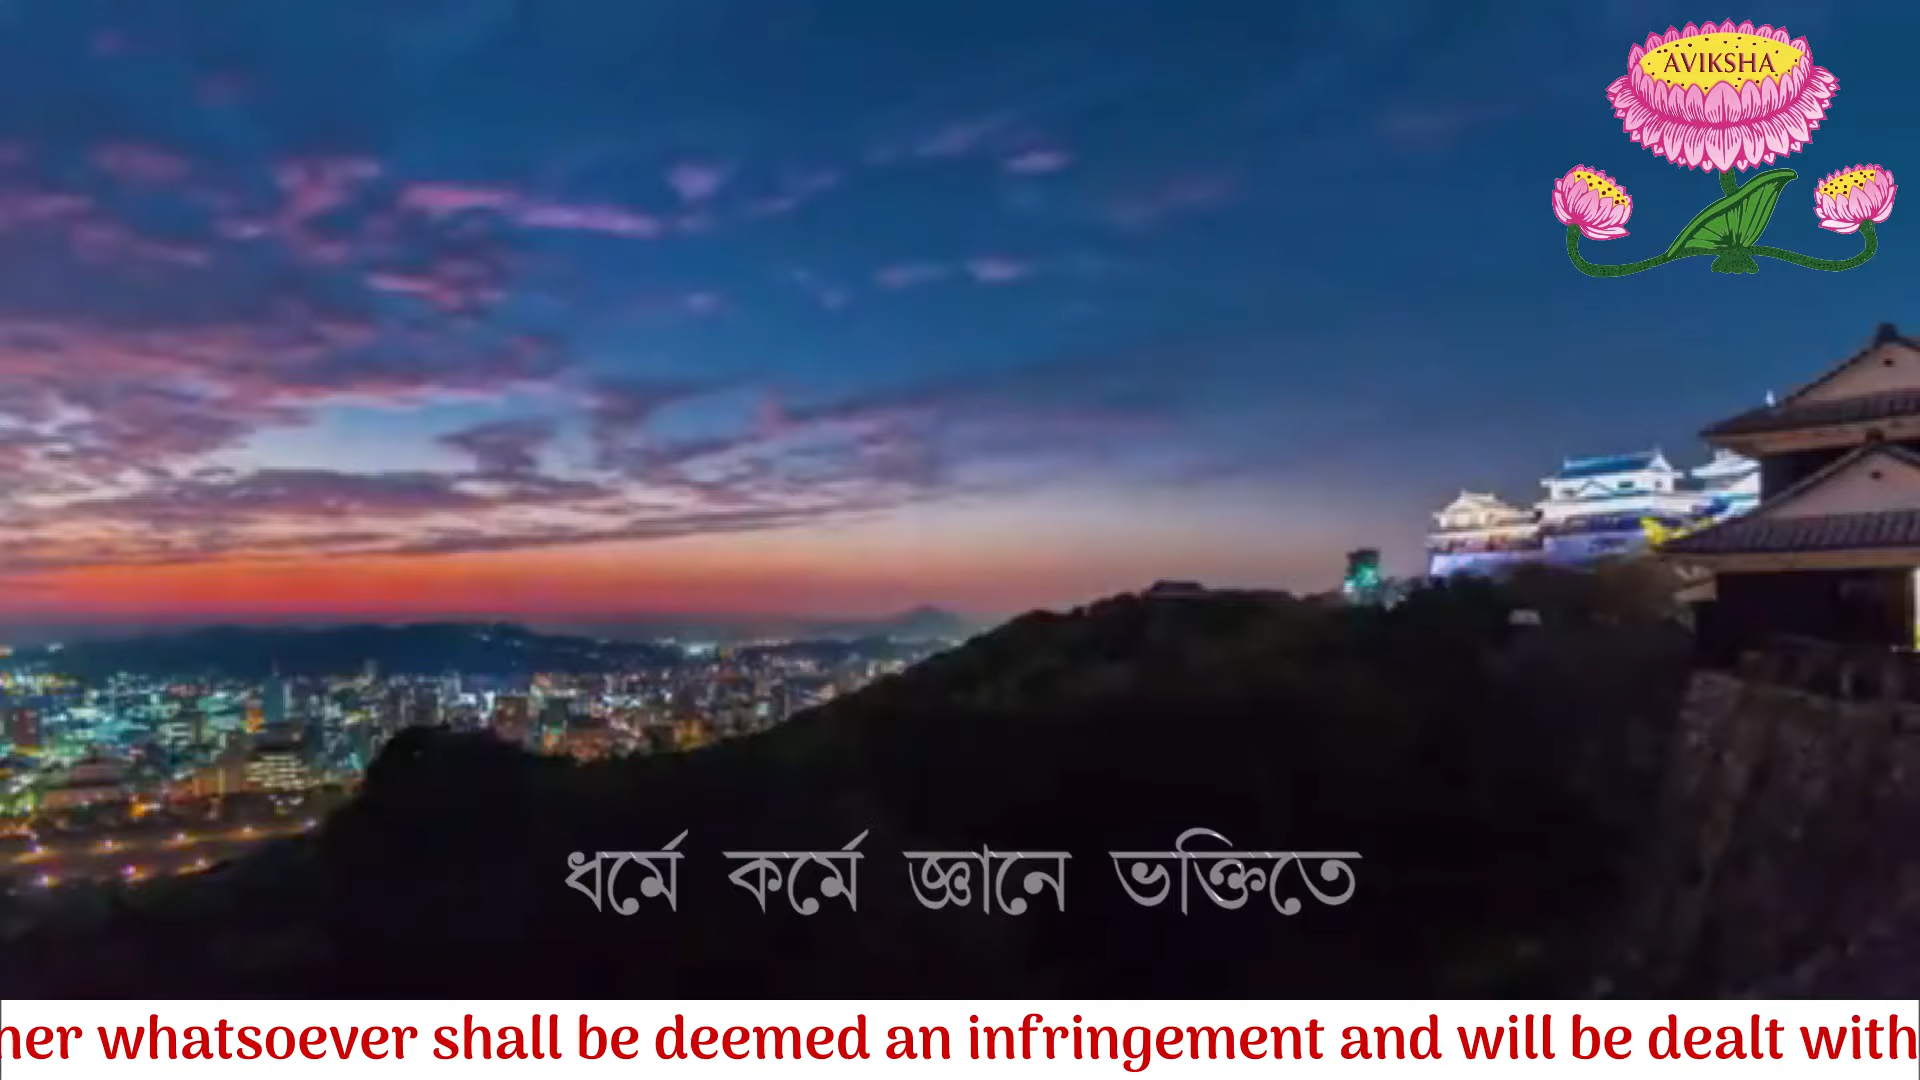 AVIKSHA
ধর্মে কর্মে জ্ঞানে ভক্তিতে
whatsoever shall be deemed an infringement and will be dealt with